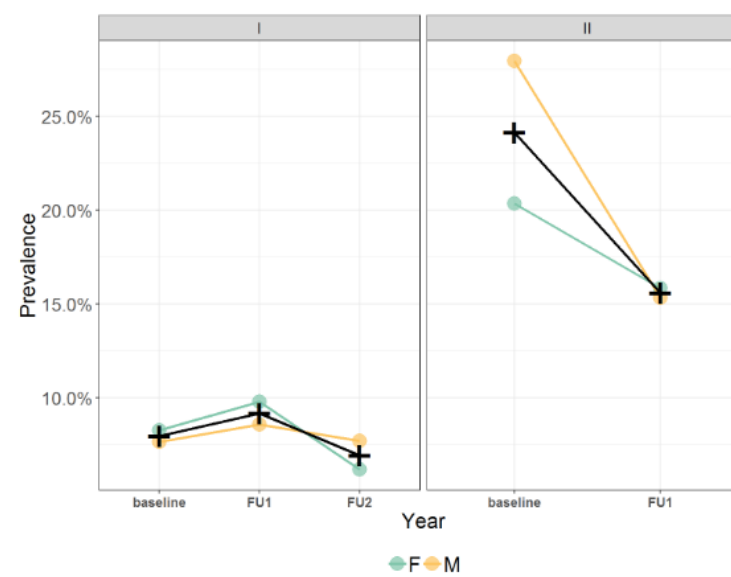 I II
25.0%
20.0%
15.0%
10.0%
Prevalence
baseline FU1 FU2 baseline FU1
Year
F M